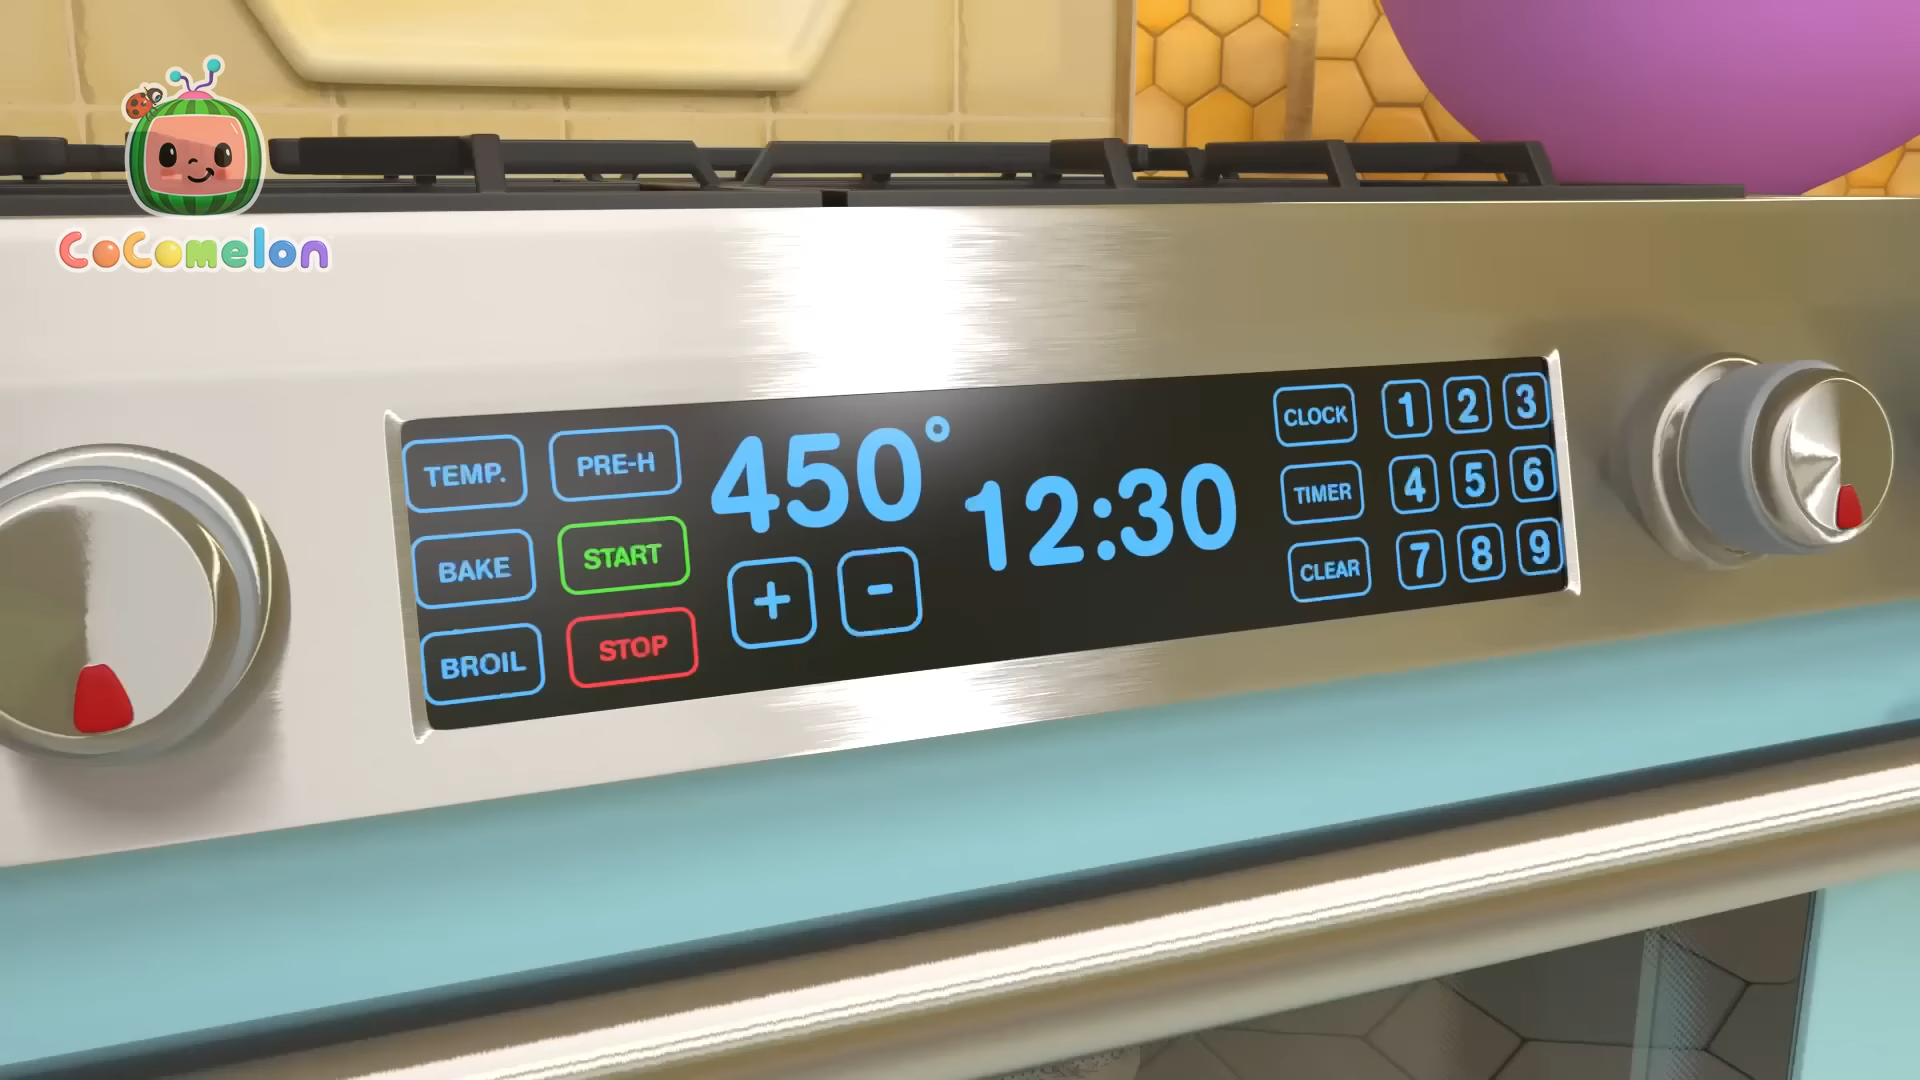 CoComelon
TEMP. PRE-H 450° 12:30 CLOCK 1 2 3
BAKE START + - TIMER 4 5 6
BROIL STOP CLEAR 7 8 9